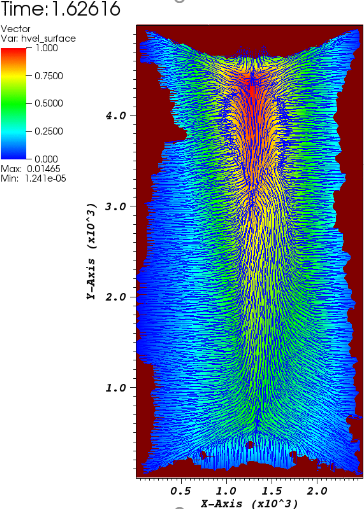 Time:1.62616
Vector
Var: hvel_surface
1.000
0.7500
0.5000
0.2500
0.000
Max: 0.01465
Min: 1.241e-05
4.0
3.0
2.0
1.0
Y-Axis (x10^3)
0.5 1.0 1.5 2.0
X-Axis (x10^3)